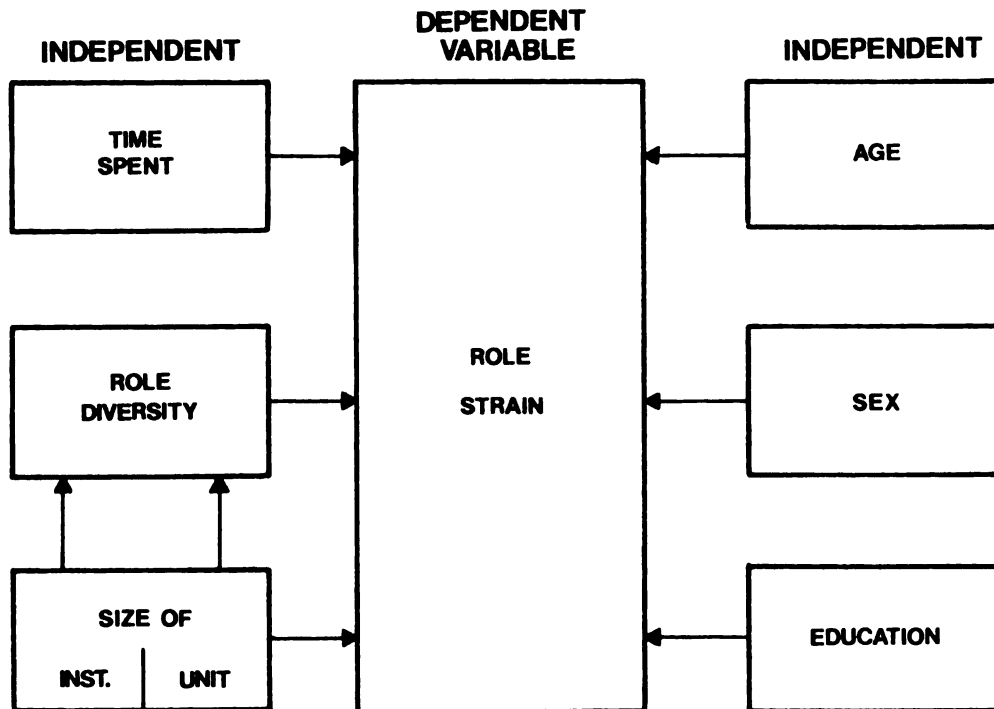 INDEPENDENT
TIME
SPENT
ROLE
DIVERSITY
SIZE OF
INST. UNIT
DEPENDENT
VARIABLE
ROLE
STRAIN
INDEPENDENT
AGE
SEX
EDUCATION